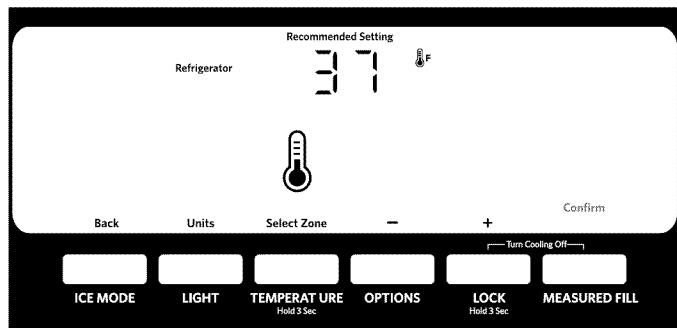 Recommended Setting
Refrigerator 37 F
Back Units Select Zone − + Confirm
Turn Cooling Off
ICE MODE LIGHT TEMPERAT URE OPTIONS LOCK MEASURED FILL
Hold 3 Sec Hold 3 Sec